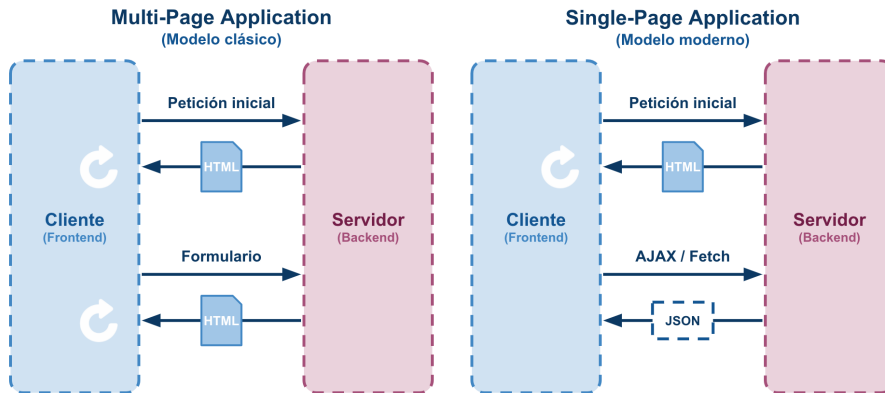 Multi-Page Application
(Modelo clásico)
Petición inicial
HTML
Cliente
(Frontend)
Servidor
(Backend)
Formulario
HTML
Single-Page Application
(Modelo moderno)
Petición inicial
HTML
Cliente
(Frontend)
Servidor
(Backend)
AJAX / Fetch
JSON